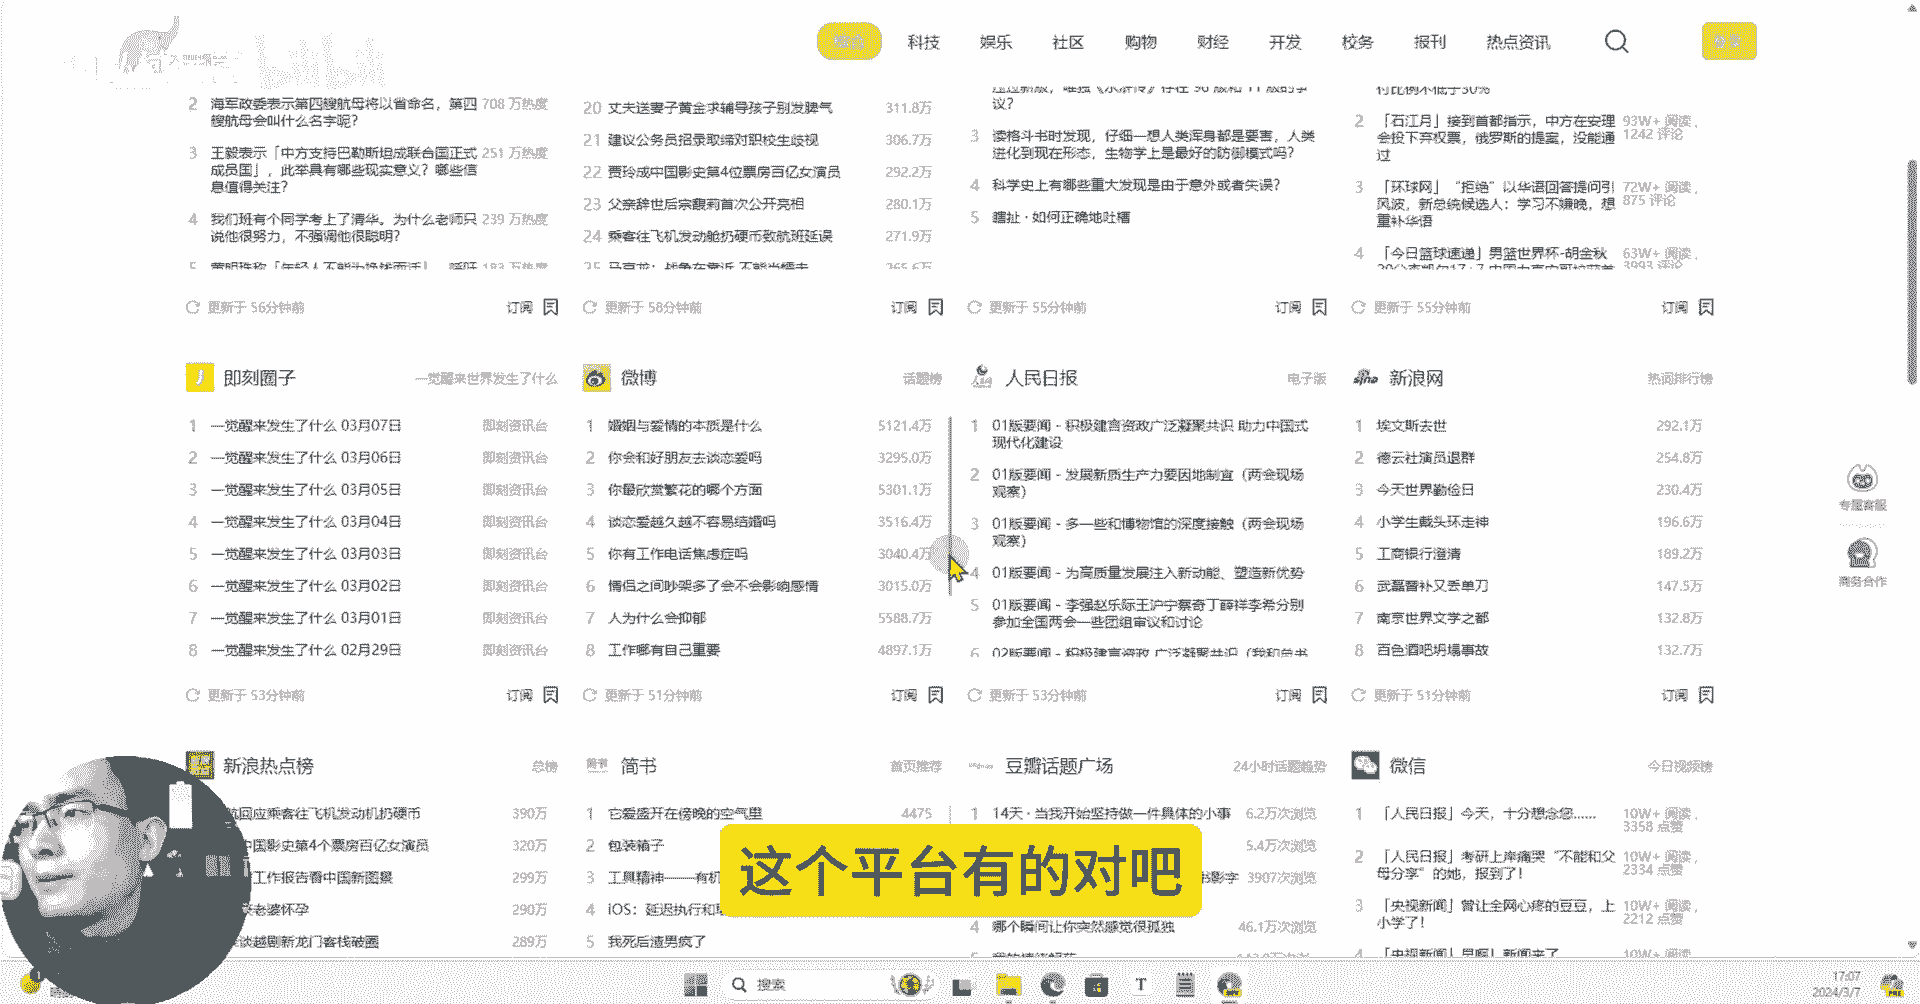 科技 娱乐 社区 购物 财经 开发 校务 报刊 热点资讯
2 海军政委表示第四艘航母将以省命名，第四 708 万热度
艘航母会叫什么名字呢？
3 王毅表示「中方支持巴勒斯坦成联合国正式 251 万热度
成员国」，此举具有哪些现实意义？哪些信
息值得关注？
4 我们班有个同学考上了清华。为什么老师只 239 万热度
说他很努力，不强调他很聪明？
20 丈夫送妻子黄金求辅导孩子别发脾气 311.8万
21 建议公务员招录取缔对职校生歧视 306.7万
22 贾玲成中国影史第4位票房百亿女演员 292.2万
23 父亲辞世后宗馥莉首次公开亮相 280.1万
24 乘客往飞机发动舱扔硬币致航班延误 271.9万
议？
3 读格斗书时发现，仔细一想人类浑身都是要害，人类
进化到现在形态，生物学上是最好的防御模式吗？
4 科学史上有哪些重大发现是由于意外或者失误？
5 瞎扯 · 如何正确地吐槽
2 「石江月」接到首都指示，中方在安理 93W+ 阅读，
会投下弃权票，俄罗斯的提案，没能通 1242 评论
过
3 「环球网」“拒绝”以华语回答提问引 72W+ 阅读，
风波，新总统候选人：学习不嫌晚，想 875 评论
重补华语
4 「今日篮球速递」男篮世界杯-胡金秋 63W+ 阅读，
更新于 56分钟前 订阅
更新于 58分钟前 订阅
更新于 55分钟前 订阅
更新于 55分钟前 订阅
即刻圈子 一觉醒来世界发生了什么
1 一觉醒来发生了什么 03月07日 即刻资讯台
2 一觉醒来发生了什么 03月06日 即刻资讯台
3 一觉醒来发生了什么 03月05日 即刻资讯台
4 一觉醒来发生了什么 03月04日 即刻资讯台
5 一觉醒来发生了什么 03月03日 即刻资讯台
6 一觉醒来发生了什么 03月02日 即刻资讯台
7 一觉醒来发生了什么 03月01日 即刻资讯台
8 一觉醒来发生了什么 02月29日 即刻资讯台
更新于 53分钟前 订阅
微博 话题榜
1 婚姻与爱情的本质是什么 5121.4万
2 你会和好朋友去谈恋爱吗 3295.0万
3 你最欣赏繁花的哪个方面 5301.1万
4 谈恋爱越久越不容易结婚吗 3516.4万
5 你有工作电话焦虑症吗 3040.4万
6 情侣之间吵架多了会不会影响感情 3015.0万
7 人为什么会抑郁 5588.7万
8 工作哪有自己重要 4897.1万
更新于 51分钟前 订阅
人民日报 电子版
1 01版要闻 - 积极建言资政广泛凝聚共识 助力中国式
现代化建设
2 01版要闻 - 发展新质生产力要因地制宜（两会现场
观察）
3 01版要闻 - 多一些和博物馆的深度接触（两会现场
观察）
4 01版要闻 - 为高质量发展注入新动能、塑造新优势
5 01版要闻 - 李强赵乐际王沪宁蔡奇丁薛祥李希分别
参加全国两会一些团组审议和讨论
6 02版要闻 - 积极建言资政 广泛凝聚共识（我和总书
更新于 53分钟前 订阅
新浪网 热词排行榜
1 埃文斯去世 292.1万
2 德云社演员退群 254.8万
3 今天世界勤俭日 230.4万
4 小学生戴头环走神 196.6万
5 工商银行澄清 189.2万
6 武磊替补又丢单刀 147.5万
7 南京世界文学之都 132.8万
8 百色酒吧坍塌事故 132.7万
更新于 51分钟前 订阅
专属客服
商务合作
新浪热点榜 总榜
航回应乘客往飞机发动机扔硬币 390万
中国影史第4个票房百亿女演员 320万
工作报告看中国新图景 299万
老婆怀孕 290万
谈越剧新龙门客栈破圈 289万
简书 首页推荐
1 它爱盛开在傍晚的空气里 4475
2 包装箱子
3 工具精神——有机
4 iOS：延迟执行和
5 我死后渣男疯了
豆瓣话题广场 24小时话题趋势
1 14天 · 当我开始坚持做一件具体的小事 6.2万次浏览
5.4万次浏览
书影字 3907次浏览
4 哪个瞬间让你突然感觉很孤独 46.1万次浏览
微信 今日视频榜
1 「人民日报」今天，十分想念您…… 10W+ 阅读，
3358 点赞
2 「人民日报」考研上岸痛哭“不能和父 10W+ 阅读，
母分享”的她，报到了！ 2334 点赞
3 「央视新闻」曾让全网心疼的豆豆，上 10W+ 阅读，
小学了！ 2212 点赞
4 「央视新闻」早啊！新闻来了 10W+ 阅读，
这个平台有的对吧
搜索
17:07
2024/3/7